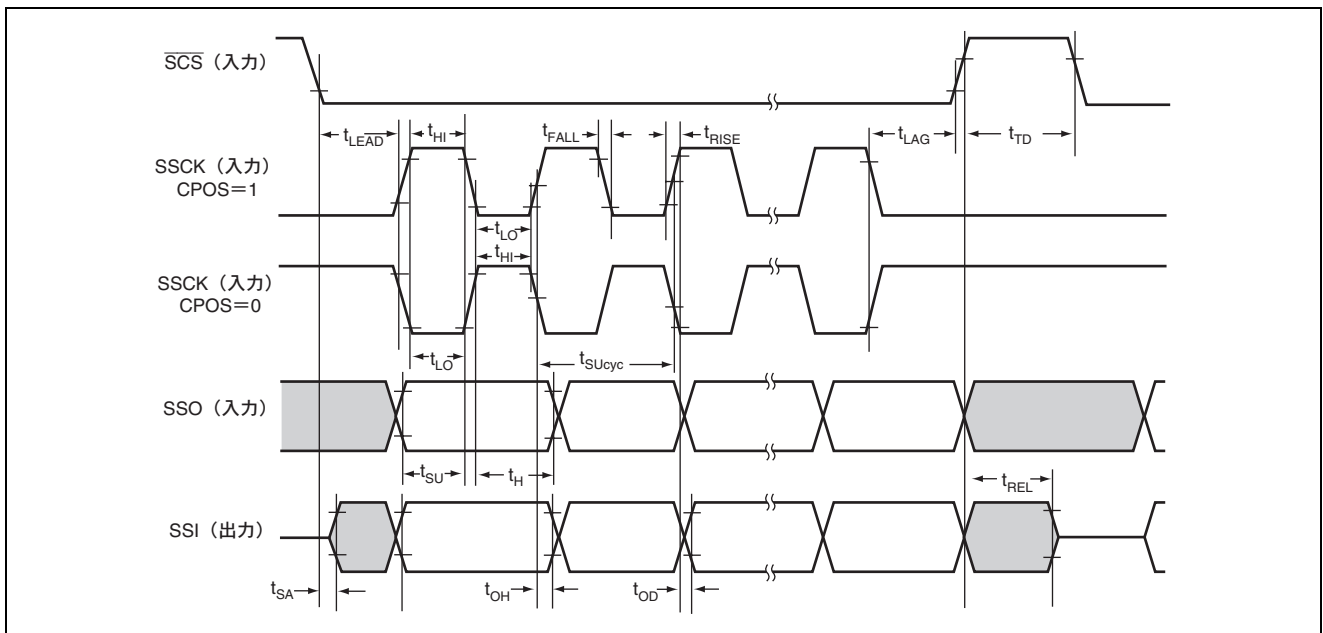 SCS（入力）
tLEAD
tHI
tFALL
tRISE
tLAG
tTD
SSCK（入力）
CPOS＝1
tLO
tHI
SSCK（入力）
CPOS＝0
tLO
tSUcyc
SSO（入力）
tSU
tH
tREL
SSI（出力）
tSA
tOH
tOD